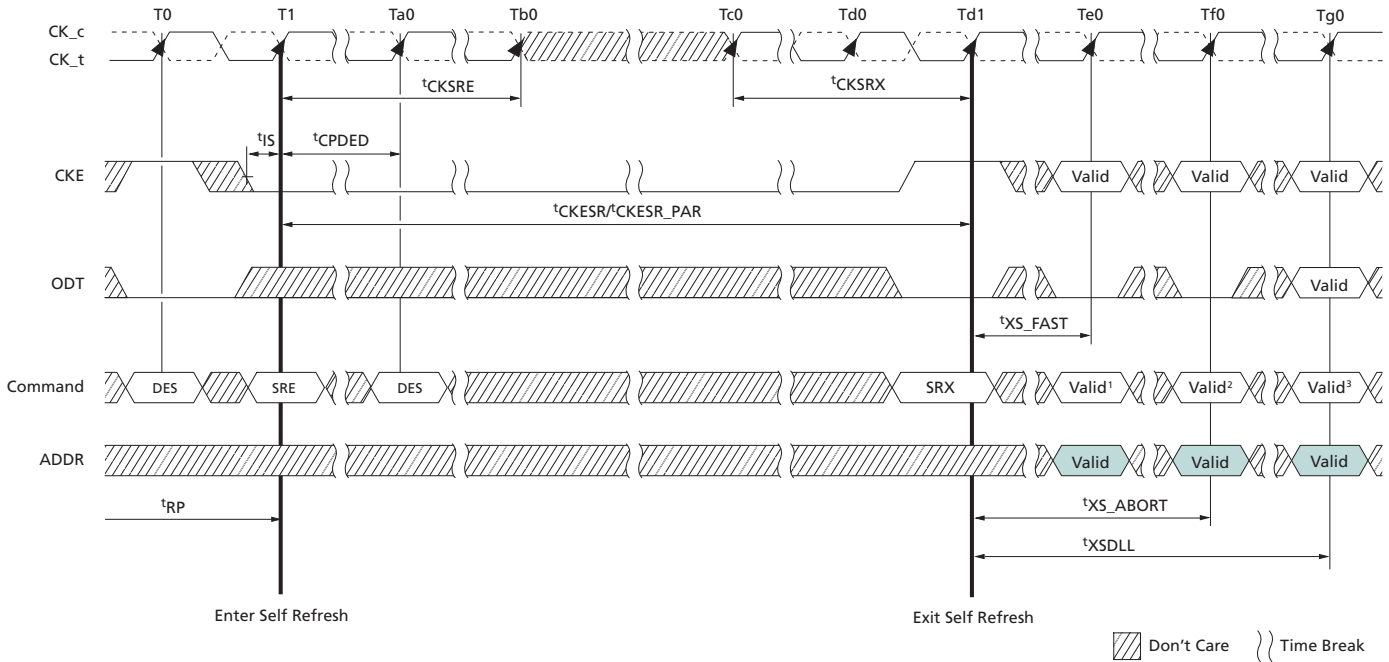 T0 T1 Ta0 Tb0 Tc0 Td0 Td1 Te0 Tf0 Tg0
CK_c
CK_t
tCKSRE tCKSRX
tIS tCPDED
CKE Valid Valid Valid
tCKESR/tCKESR_PAR
ODT Valid
tXS_FAST
Command DES SRE DES SRX Valid¹ Valid² Valid³
ADDR Valid Valid Valid
tRP tXS_ABORT
tXSDLL
Enter Self Refresh Exit Self Refresh
Don't Care Time Break